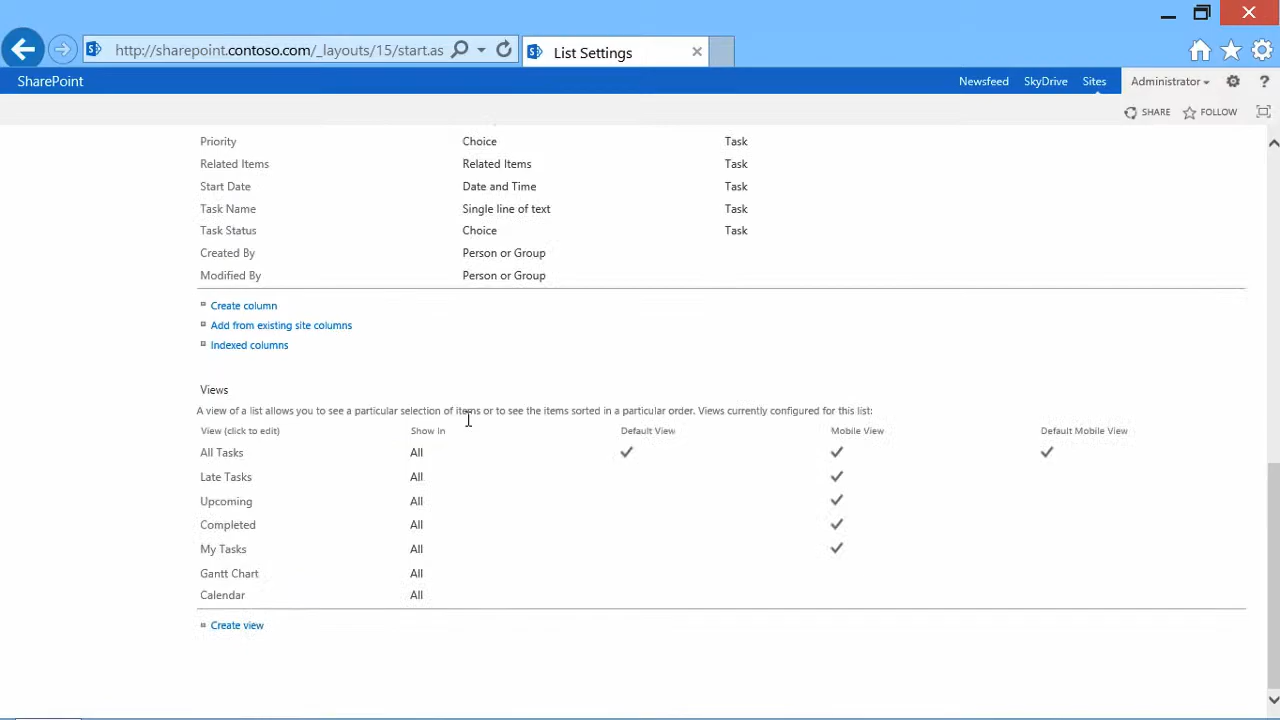 http://sharepoint.contoso.com/_layouts/15/start.as
List Settings
SharePoint
Newsfeed SkyDrive Sites Administrator ?
SHARE FOLLOW
Priority Choice Task
Related Items Related Items Task
Start Date Date and Time Task
Task Name Single line of text Task
Task Status Choice Task
Created By Person or Group
Modified By Person or Group
Create column
Add from existing site columns
Indexed columns
Views
A view of a list allows you to see a particular selection of items or to see the items sorted in a particular order. Views currently configured for this list:
View (click to edit) Show In Default View Mobile View Default Mobile View
All Tasks All
Late Tasks All
Upcoming All
Completed All
My Tasks All
Gantt Chart All
Calendar All
Create view